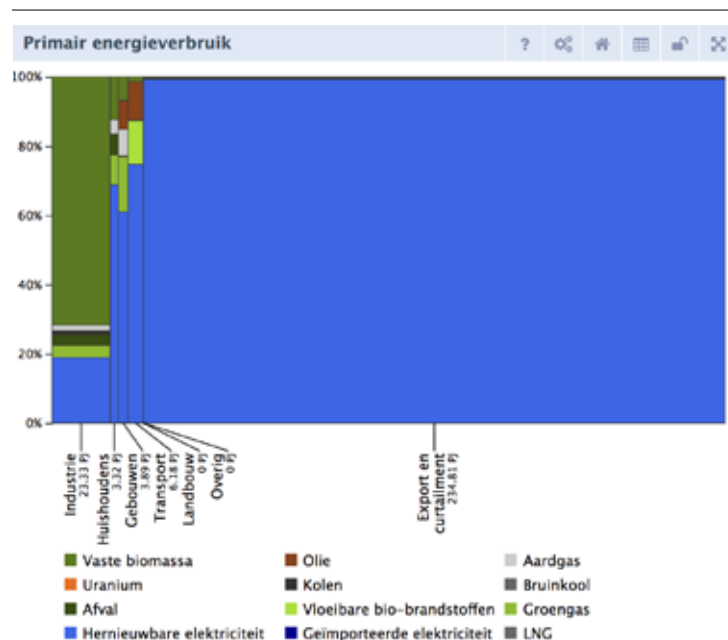 Primair energieverbruik
?
100%
80%
60%
40%
20%
0%
Industrie
23.33 PJ
Huishoudens
3.32 PJ
Gebouwen
3.89 PJ
Transport
6.18 PJ
Landbouw
0 PJ
Overig
0 PJ
Export en
curtailment
234.81 PJ
Vaste biomassa
Olie
Aardgas
Uranium
Kolen
Bruinkool
Afval
Vloeibare bio-brandstoffen
Groengas
Hernieuwbare elektriciteit
Geïmporteerde elektriciteit
LNG